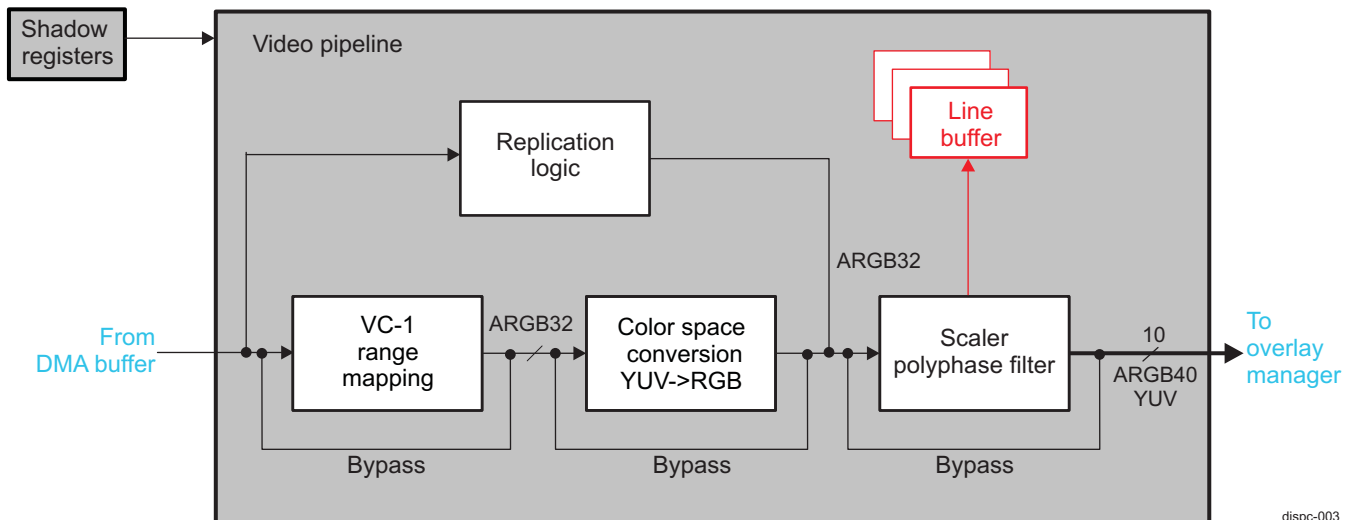 Shadow
registers
Video pipeline
Line
buffer
Replication
logic
ARGB32
From
DMA buffer
VC-1
range
mapping
ARGB32
Color space
conversion
YUV->RGB
Scaler
polyphase filter
10
ARGB40
YUV
To
overlay
manager
Bypass
Bypass
Bypass
dispc-003